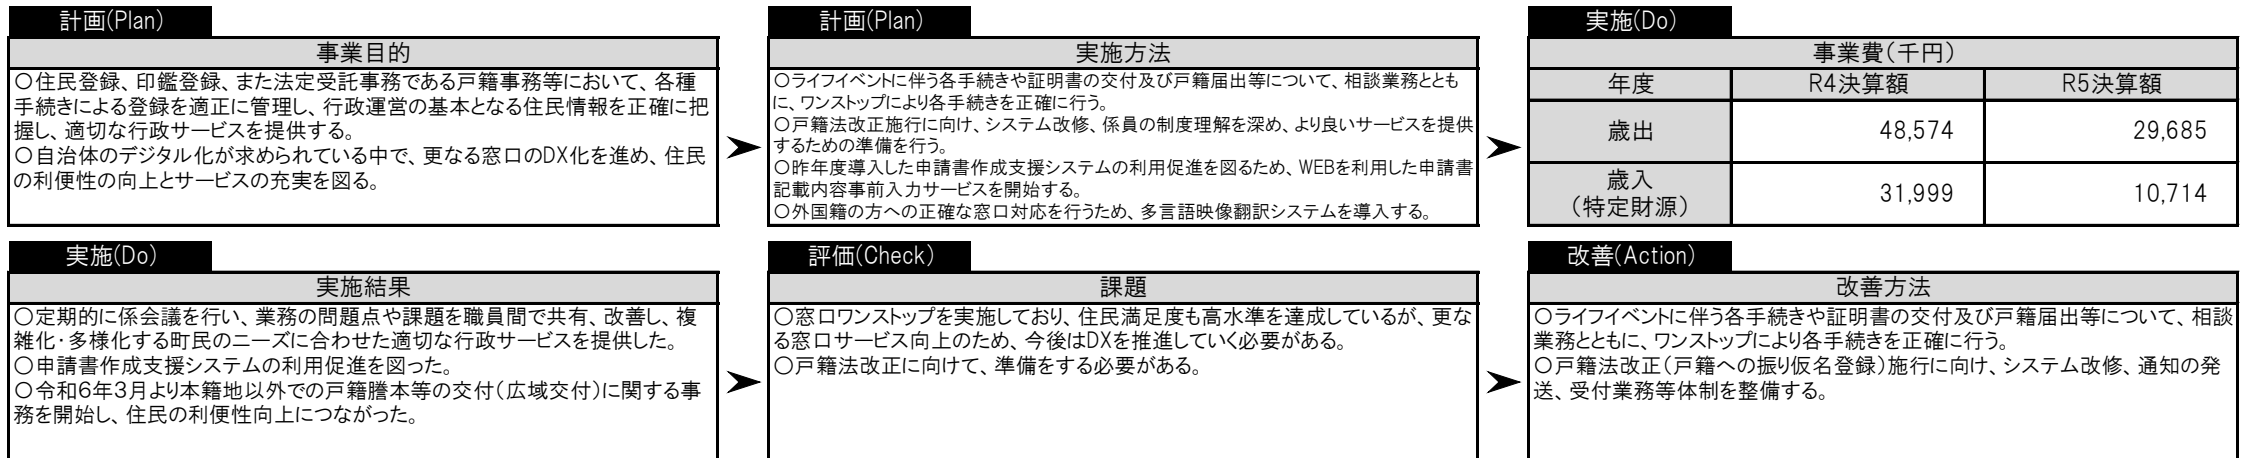 計画(Plan)
事業目的
〇住民登録、印鑑登録、また法定受託事務である戸籍事務等において、各種
手続きによる登録を適正に管理し、行政運営の基本となる住民情報を正確に把
握し、適切な行政サービスを提供する。
〇自治体のデジタル化が求められている中で、更なる窓口のDX化を進め、住民
の利便性の向上とサービスの充実を図る。
計画(Plan)
実施方法
〇ライフイベントに伴う各手続きや証明書の交付及び戸籍届出等について、相談業務ととも
に、ワンストップにより各手続きを正確に行う。
〇戸籍法改正施行に向け、システム改修、係員の制度理解を深め、より良いサービスを提供
するための準備を行う。
〇昨年度導入した申請書作成支援システムの利用促進を図るため、WEBを利用した申請書
記載内容事前入力サービスを開始する。
〇外国籍の方への正確な窓口対応を行うため、多言語映像翻訳システムを導入する。
実施(Do)
事業費(千円)
年度 R4決算額 R5決算額
歳出 48,574 29,685
歳入
(特定財源) 31,999 10,714
実施(Do)
実施結果
〇定期的に係会議を行い、業務の問題点や課題を職員間で共有、改善し、複
雑化・多様化する町民のニーズに合わせた適切な行政サービスを提供した。
〇申請書作成支援システムの利用促進を図った。
〇令和6年3月より本籍地以外での戸籍謄本等の交付(広域交付)に関する事
務を開始し、住民の利便性向上につながった。
評価(Check)
課題
〇窓口ワンストップを実施しており、住民満足度も高水準を達成しているが、更な
る窓口サービス向上のため、今後はDXを推進していく必要がある。
〇戸籍法改正に向けて、準備をする必要がある。
改善(Action)
改善方法
〇ライフイベントに伴う各手続きや証明書の交付及び戸籍届出等について、相談
業務とともに、ワンストップにより各手続きを正確に行う。
〇戸籍法改正(戸籍への振り仮名登録)施行に向け、システム改修、通知の発
送、受付業務等体制を整備する。